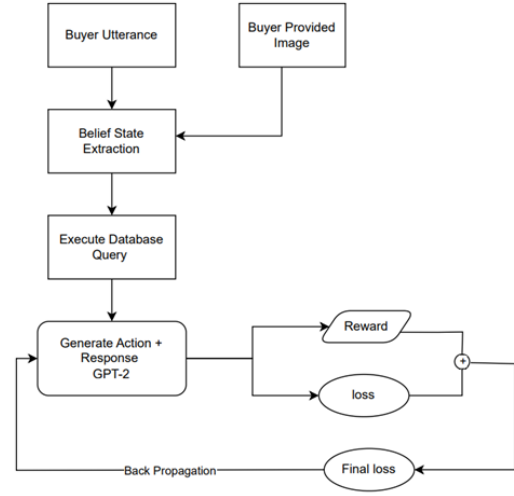 Buyer Utterance
Buyer Provided
Image
Belief State
Extraction
Execute Database
Query
Generate Action +
Response
GPT-2
Reward
+
loss
Final loss
Back Propagation